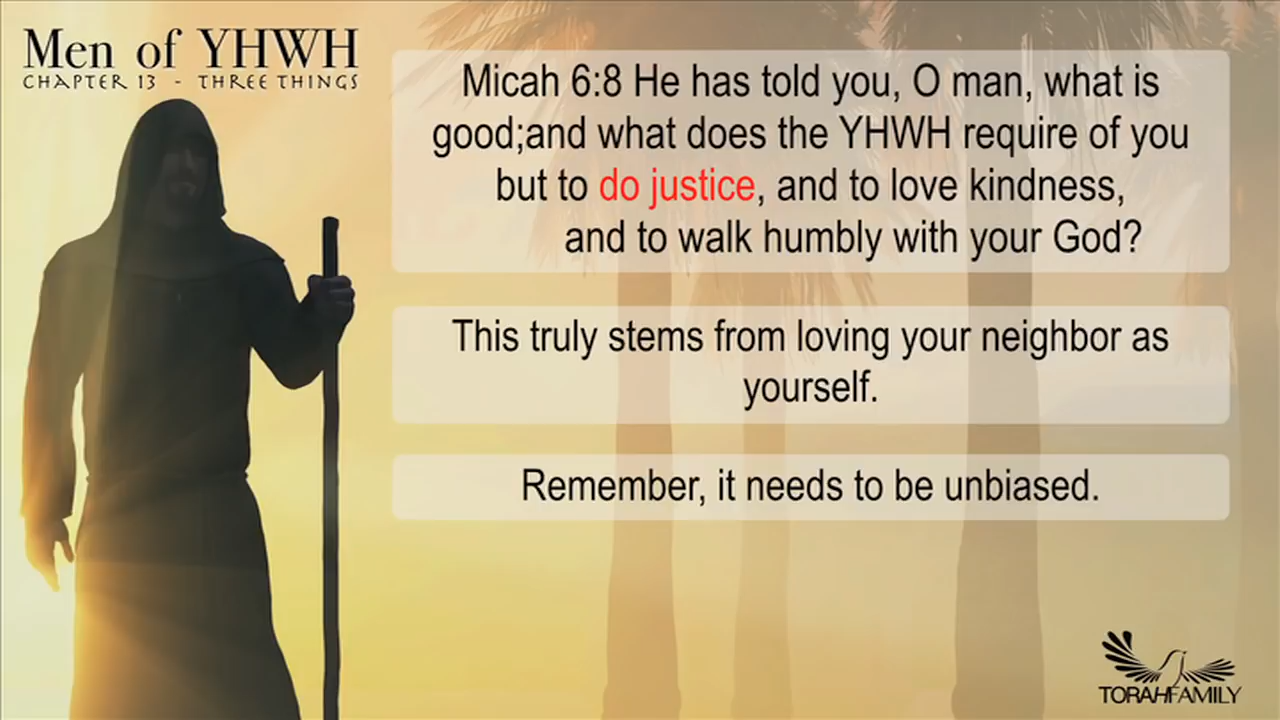 Men of YHWH
CHAPTER 13 - THREE THINGS
Micah 6:8 He has told you, O man, what is
good;and what does the YHWH require of you
but to do justice, and to love kindness,
and to walk humbly with your God?
This truly stems from loving your neighbor as
yourself.
Remember, it needs to be unbiased.
TORAHFAMILY